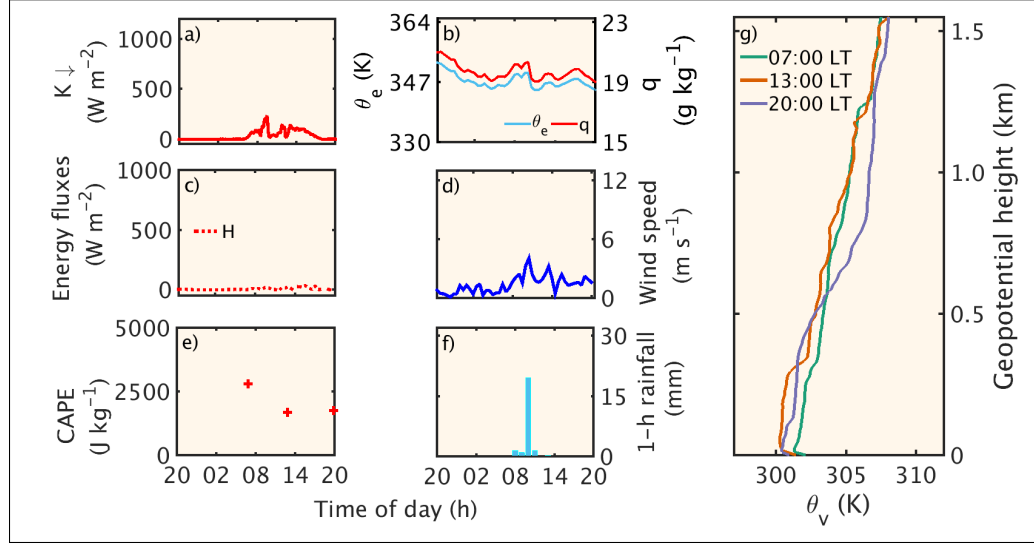 a)
K ↓
(W m−2)
1000
500
0
b)
θe (K)
364
347
330
θe
q
23
19
15
q
(g kg−1)
c)
Energy fluxes
(W m−2)
1000
500
0
H
d)
12
6
0
Wind speed
(m s−1)
e)
CAPE
(J kg−1)
5000
2500
0
20 02 08 14 20
f)
30
15
0
1−h rainfall
(mm)
20 02 08 14 20
Time of day (h)
g)
07:00 LT
13:00 LT
20:00 LT
1.5
1.0
0.5
0
Geopotential height (km)
300 305 310
θv (K)